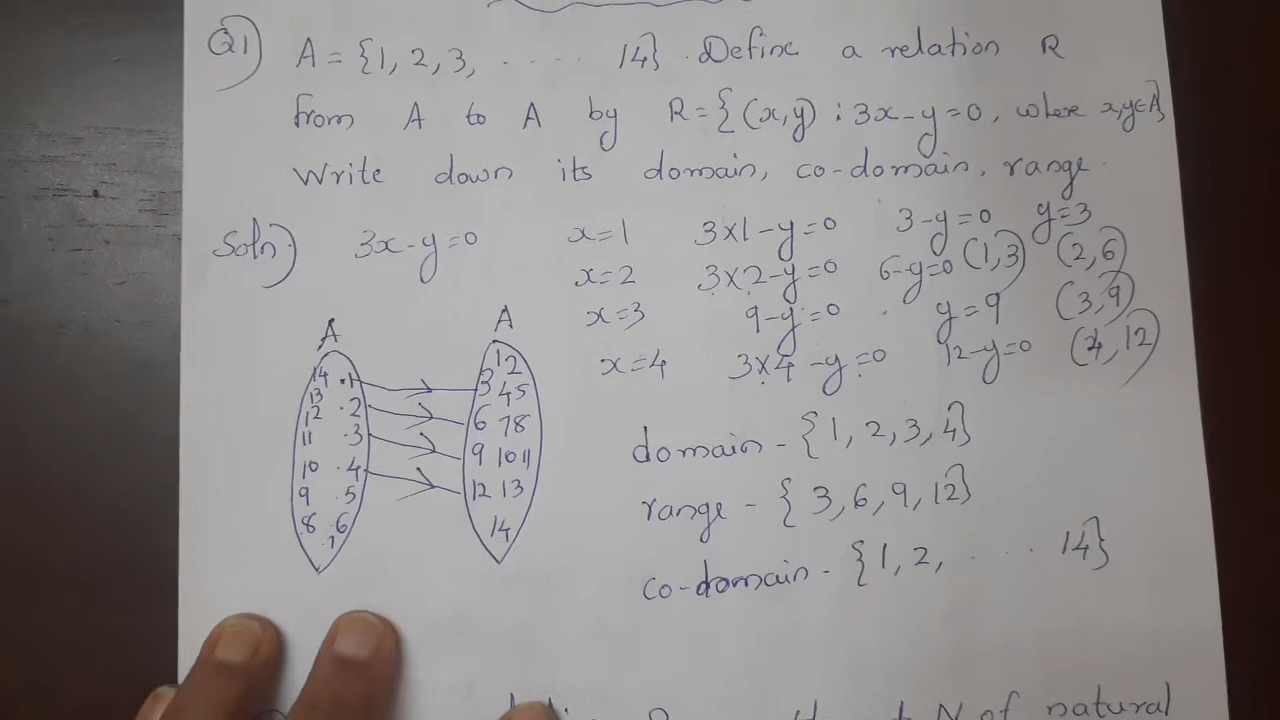 Q1) A = {1, 2, 3, ..... 14}. Define a relation R
from A to A by R = {(x,y) : 3x-y=0, where x,y∈A}
Write down its domain, co-domain, range.
Soln) 3x-y=0 x=1 3×1-y=0 3-y=0 y=3
x=2 3×2-y=0 6-y=0 (1,3) (2,6)
x=3 9-y=0 y=9 (3,9)
x=4 3×4-y=0 12-y=0 (4,12)
A A
14 .1 1 2
13 3 4 5
12 .2 6 7 8
11 .3 9 10 11
10 .4 12 13
9 .5 14
8 .6
.7
domain - {1, 2, 3, 4}
range - {3, 6, 9, 12}
co-domain - {1, 2, .... 14}
R N of natural